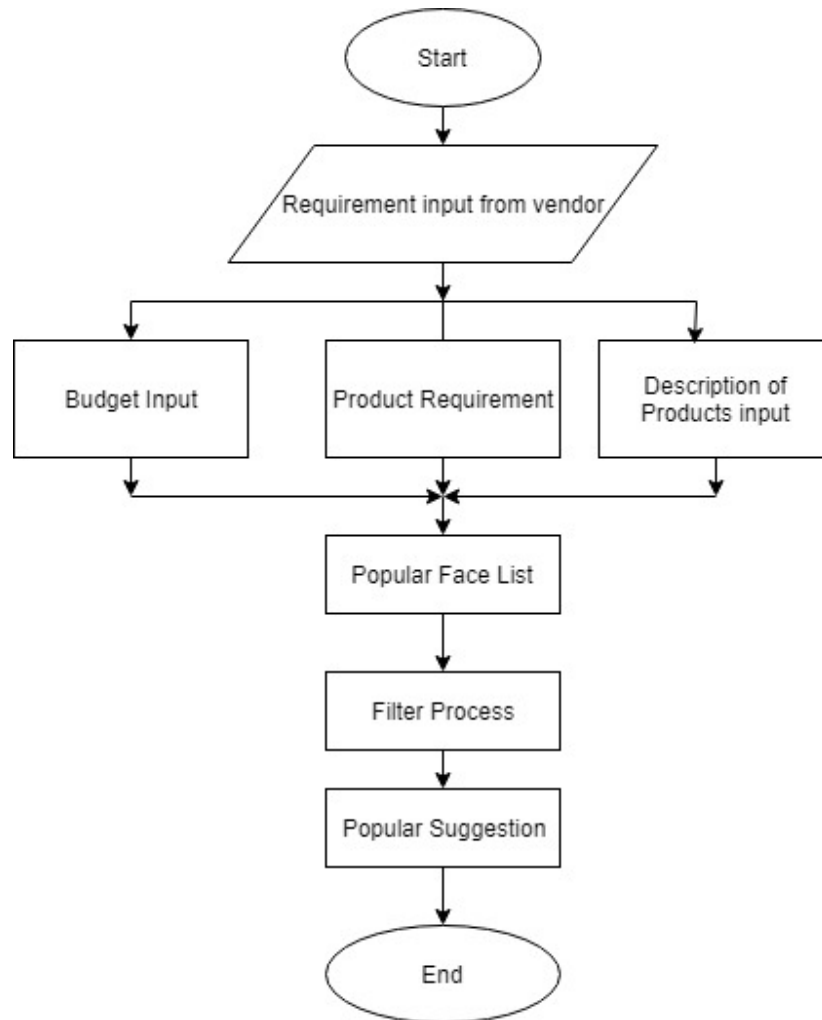 Start
Requirement input from vendor
Budget Input
Product Requirement
Description of
Products input
Popular Face List
Filter Process
Popular Suggestion
End